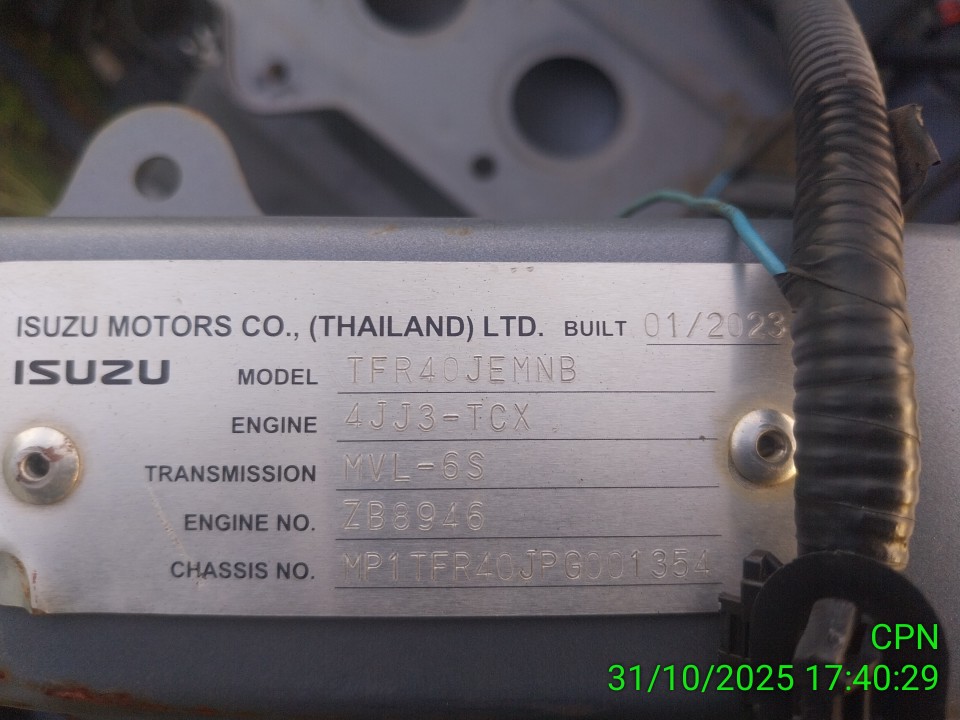 ISUZU MOTORS CO., (THAILAND) LTD. BUILT 01/2023
ISUZU MODEL TFR40JEMNB
ENGINE 4JJ3-TCX
TRANSMISSION MVL-6S
ENGINE NO. ZB8946
CHASSIS NO. MP1TFR40JPG001354
CPN
31/10/2025 17:40:29